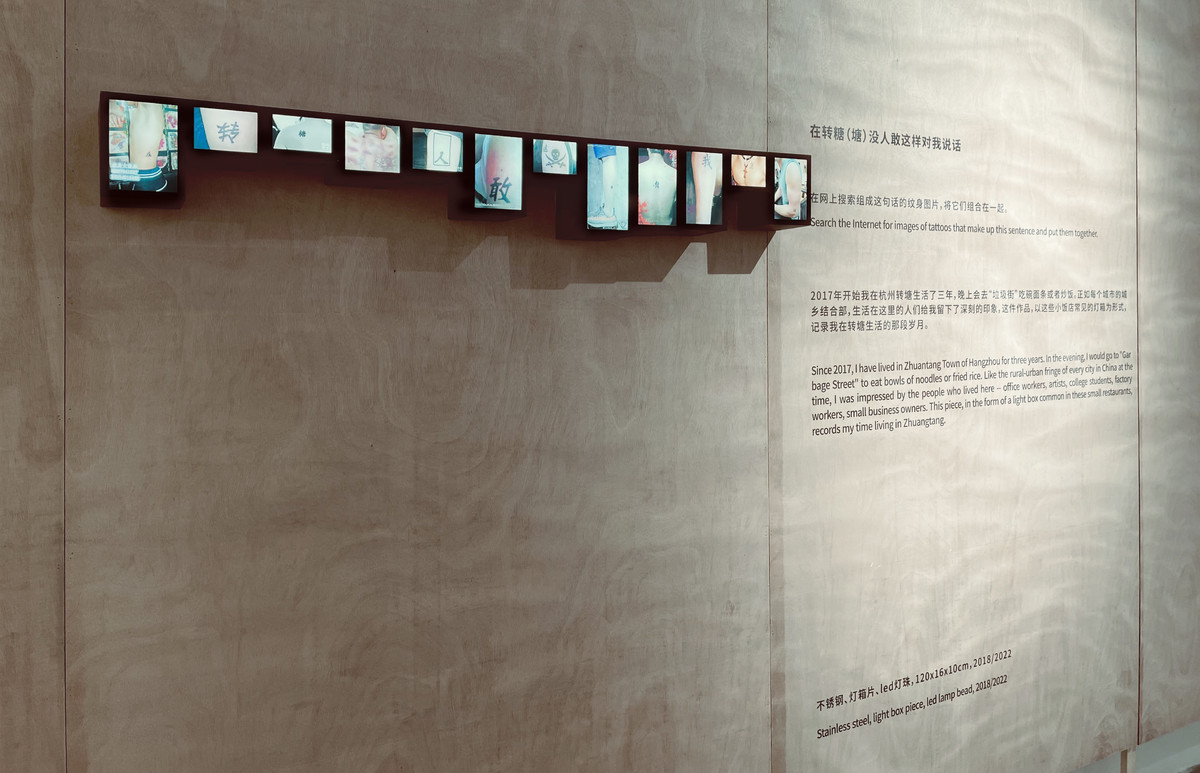 转
糖
人
敢
我
在转糖（塘）没人敢这样对我说话
在网上搜索组成这句话的纹身图片，将它们组合在一起。
Search the Internet for images of tattoos that make up this sentence and put them together.
2017年开始我在杭州转塘生活了三年，晚上会去“垃圾街”吃碗面条或者炒饭。正如每个城市的城
乡结合部，生活在这里的人们给我留下了深刻的印象，这件作品，以这些小饭店常见的灯箱为形式，
记录我在转塘生活的那段岁月。
Since 2017, I have lived in Zhuantang Town of Hangzhou for three years. In the evening, I would go to "Gar
bage Street" to eat bowls of noodles or fried rice. Like the rural-urban fringe of every city in China at the
time, I was impressed by the people who lived here – office workers, artists, college students, factory
workers, small business owners. This piece, in the form of a light box common in these small restaurants,
records my time living in Zhuangtang.
不锈钢、灯箱片、led灯珠，120x16x10cm，2018/2022
Stainless steel, light box piece, led lamp bead, 2018/2022